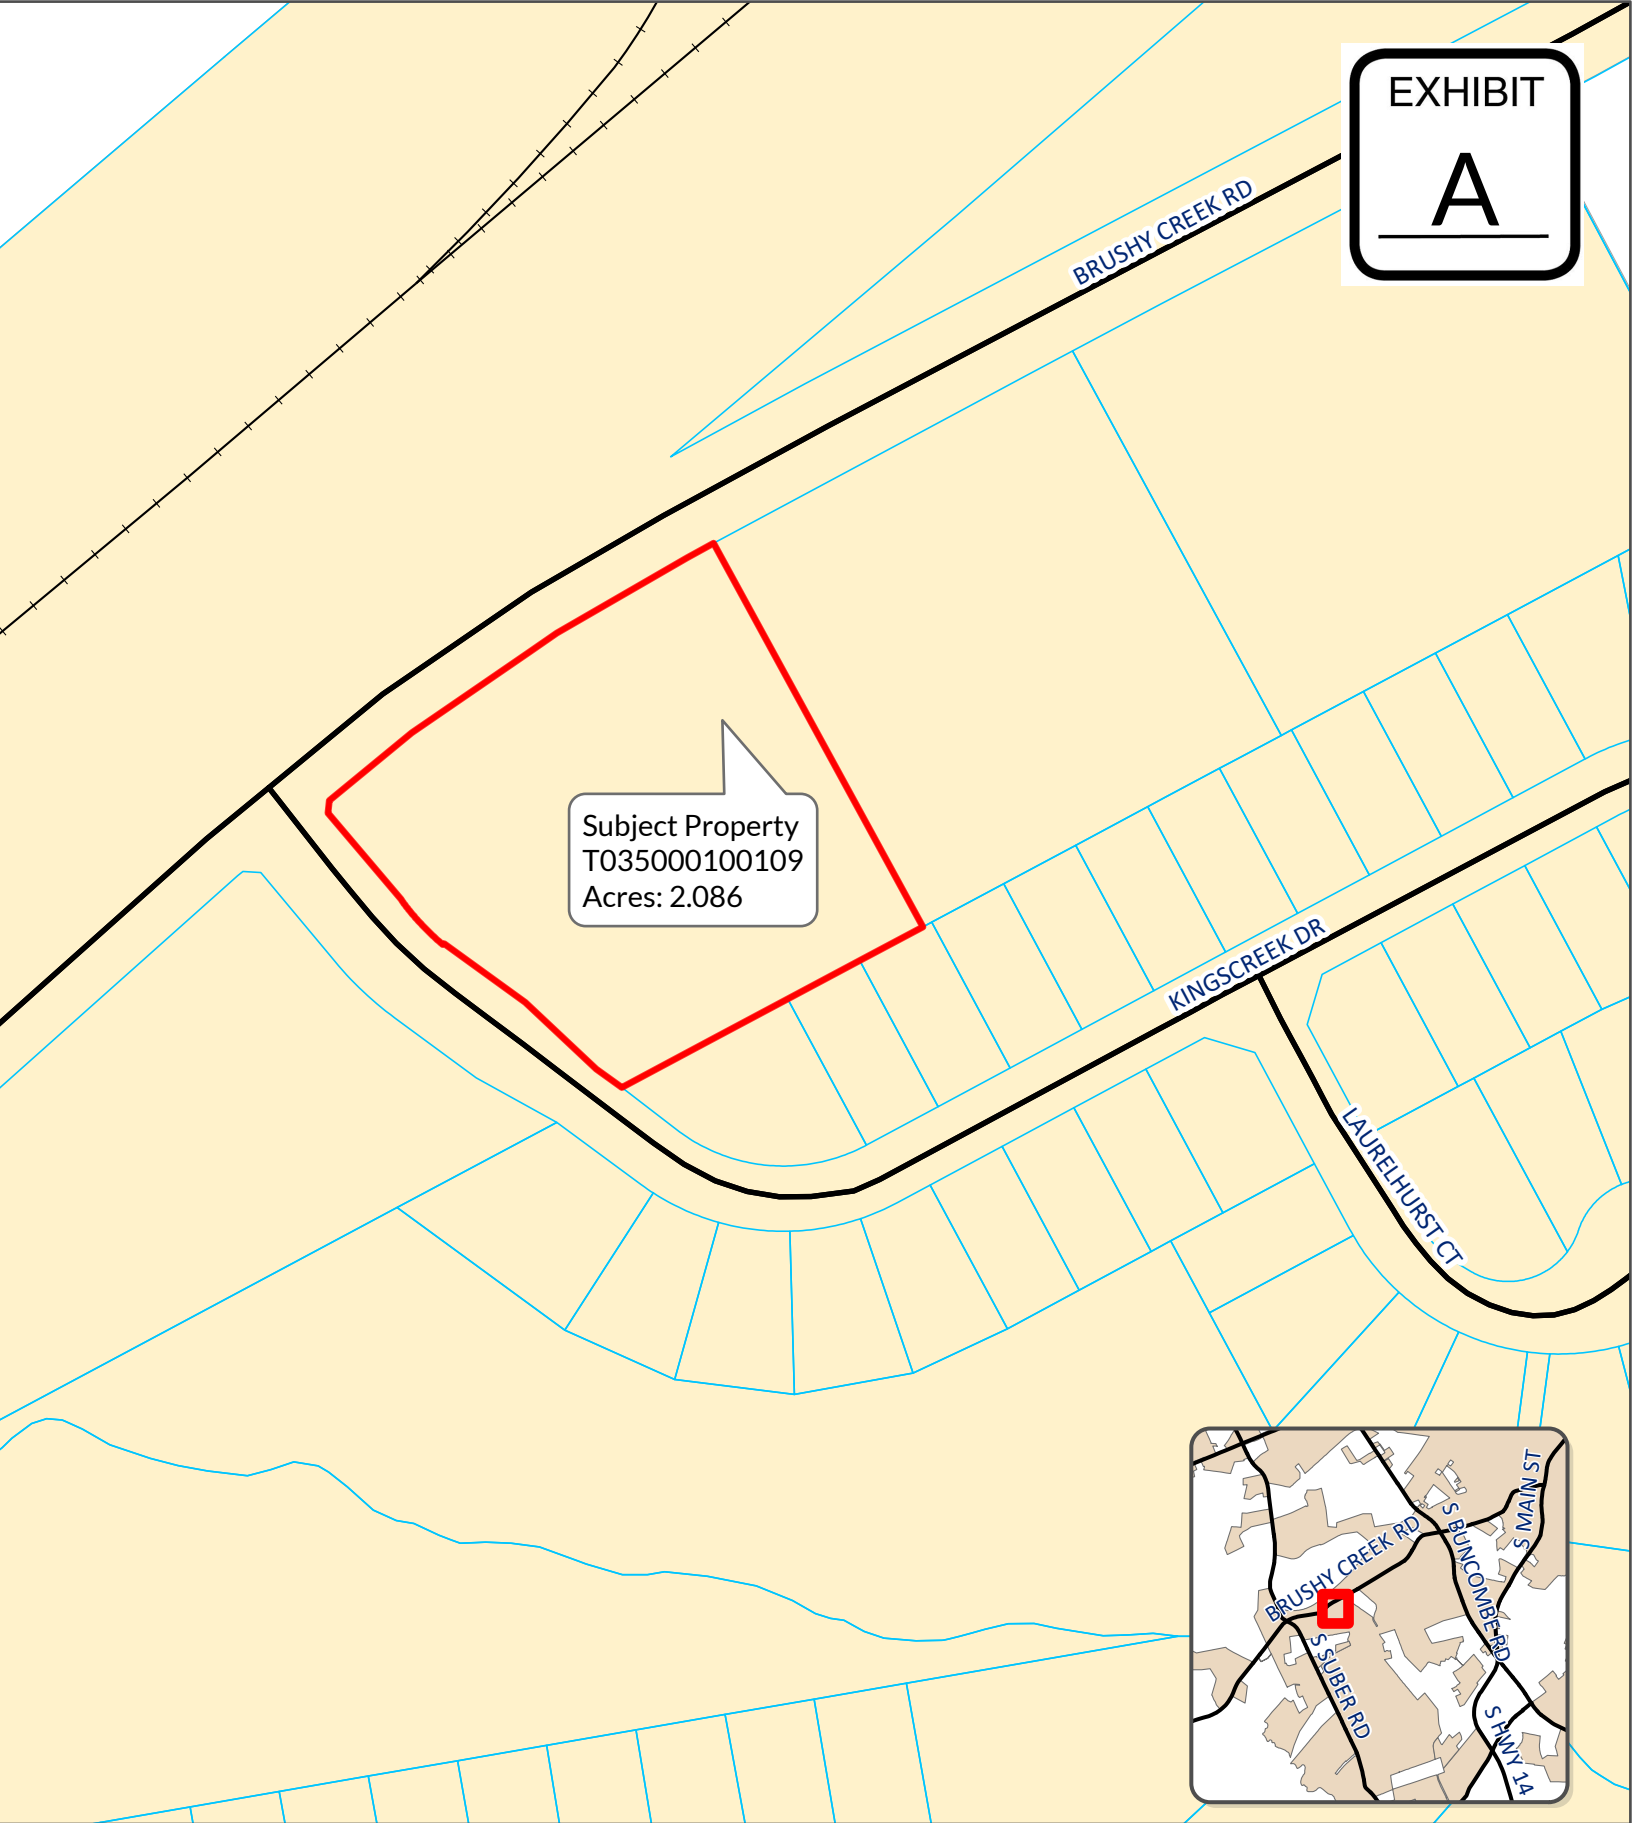 EXHIBIT
A
BRUSHY CREEK RD
Subject Property
T035000100109
Acres: 2.086
KINGSCREEK DR
LAURELHURST CT
S MAIN ST
BRUSHY CREEK RD
S BUNCOMBE RD
S SUBER RD
S HWY 14